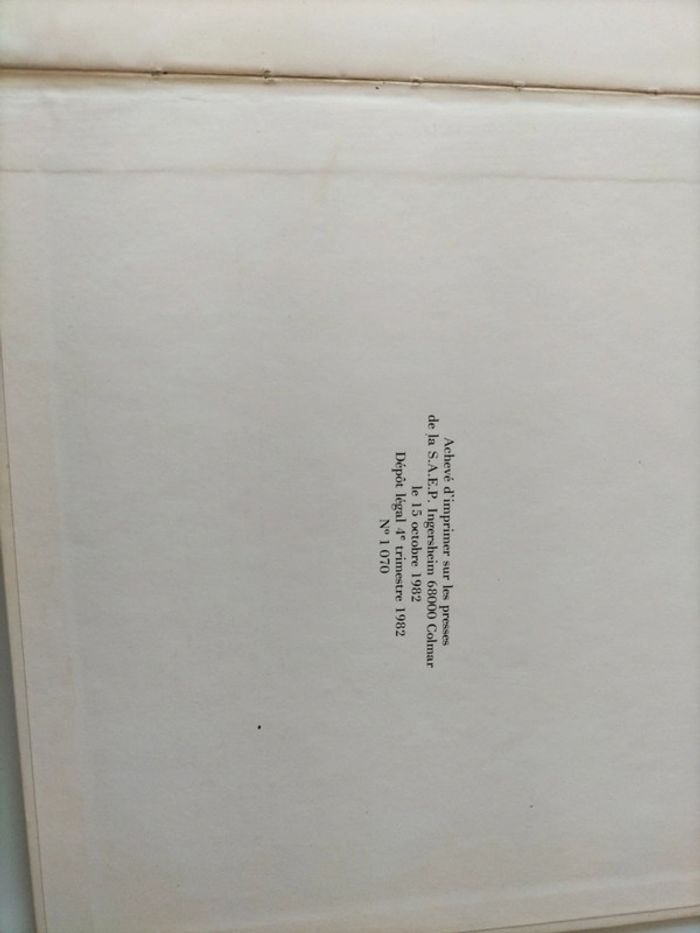 Achevé d'imprimer sur les presses
de la S.A.E.P. Ingersheim 68000 Colmar
le 15 octobre 1982
Dépôt légal 4e trimestre 1982
Nº 1 070